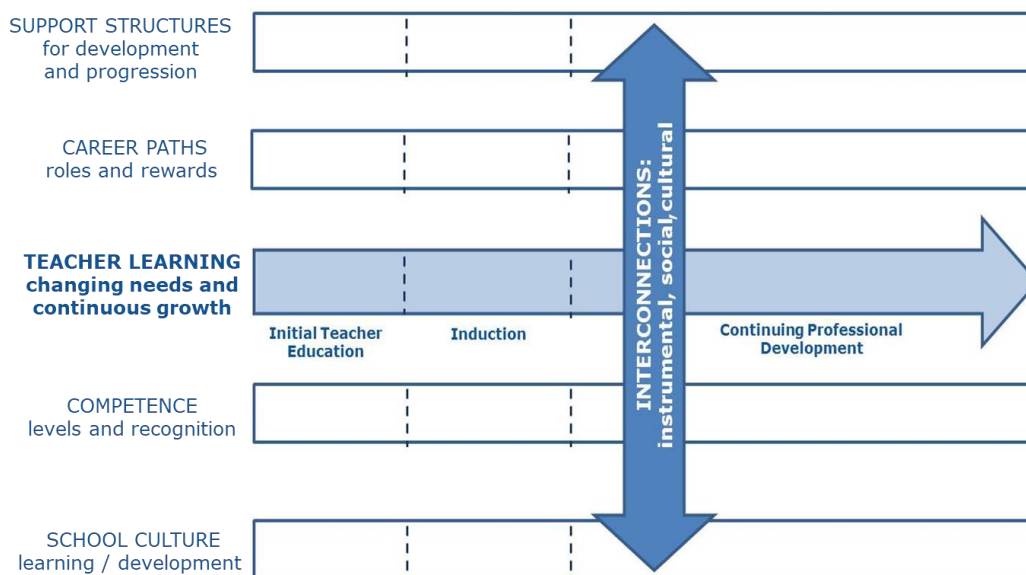 SUPPORT STRUCTURES
for development
and progression
CAREER PATHS
roles and rewards
TEACHER LEARNING
changing needs and
continuous growth
Initial Teacher
Education
Induction
Continuing Professional
Development
INTERCONNECTIONS:
instrumental, social,cultural
COMPETENCE
levels and recognition
SCHOOL CULTURE
learning / development